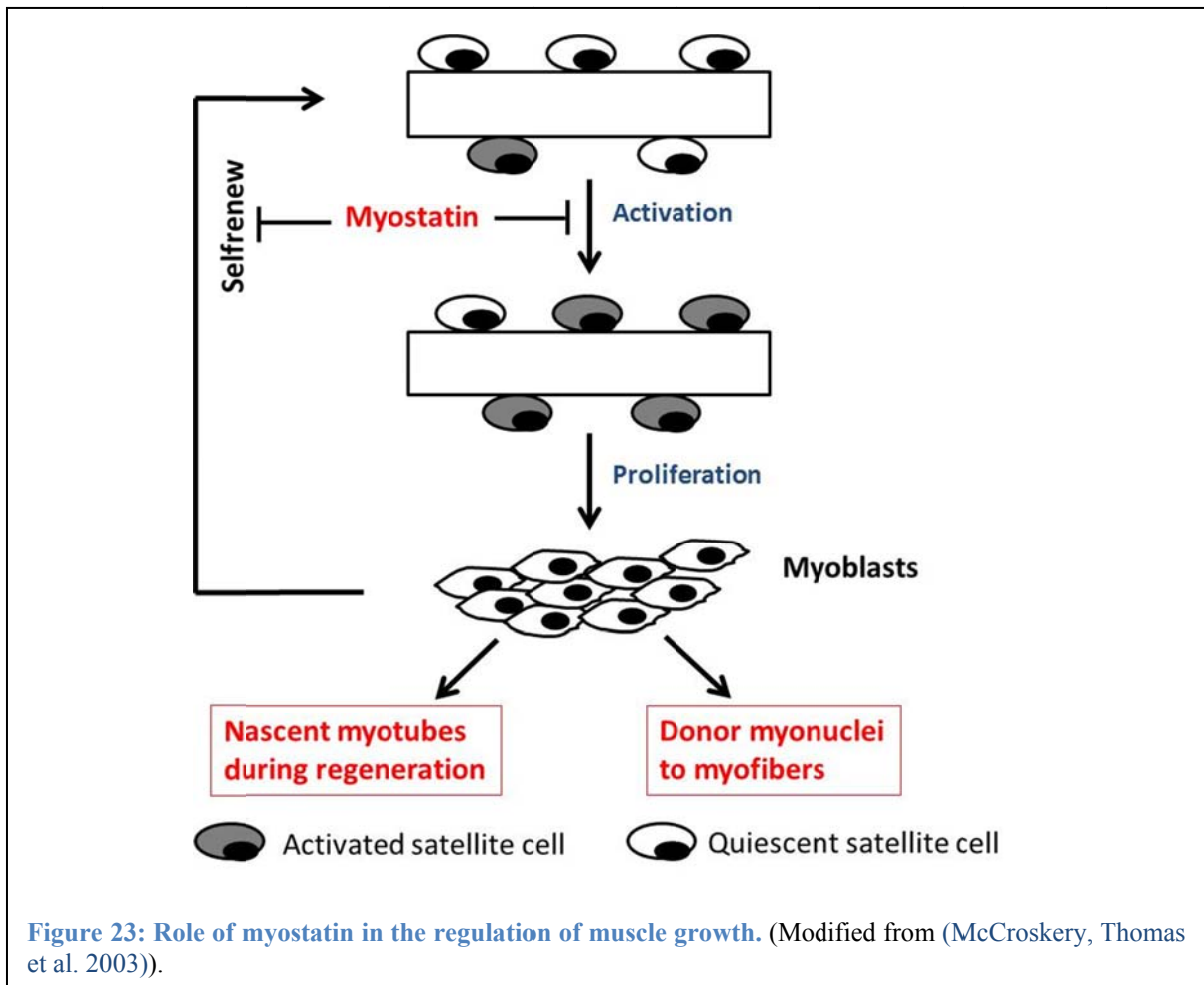 Selfrenew
Myostatin
Activation
Proliferation
Myoblasts
Nascent myotubes
during regeneration
Donor myonuclei
to myofibers
Activated satellite cell
Quiescent satellite cell
Figure 23: Role of myostatin in the regulation of muscle growth. (Modified from (McCroskery, Thomas
et al. 2003)).